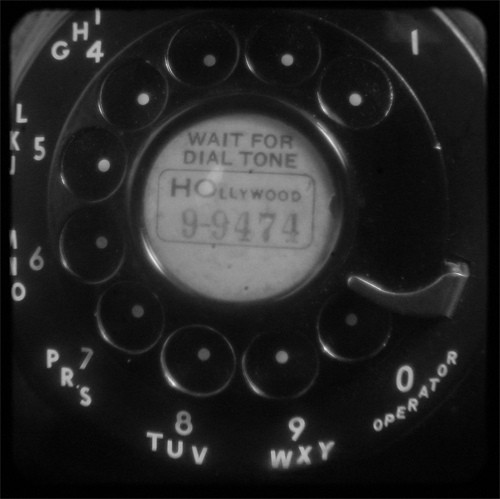 WAIT FOR
DIAL TONE
HOLLYWOOD
9-9474
1
GHI
4
JKL
5
MNO
6
PRS
7
TUV
8
WXY
9
OPERATOR
0